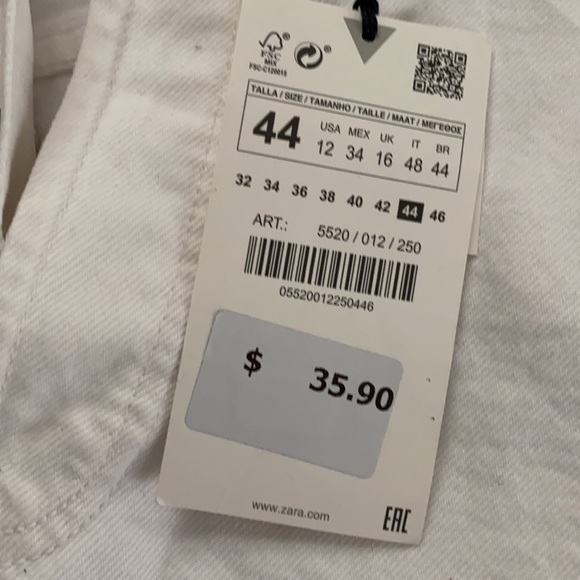 FSC
MIX
FSC-C120015
TALLA / SIZE / TAMANHO / TAILLE / MAAT / ΜΕΓΕΘΟΣ
44 USA MEX UK IT BR
12 34 16 48 44
32 34 36 38 40 42 44 46
ART.: 5520 / 012 / 250
05520012250446
$ 35.90
www.zara.com
EAC